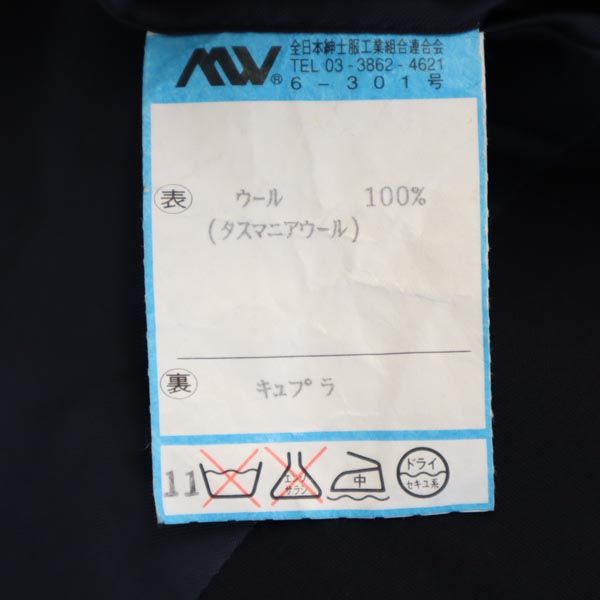 MW®
全日本紳士服工業組合連合会
TEL 03-3862-4621
6-301号
表 ウール 100%
(タスマニアウール)
裏 キュプラ
11
エンソサラシ
中
ドライ
セキユ系